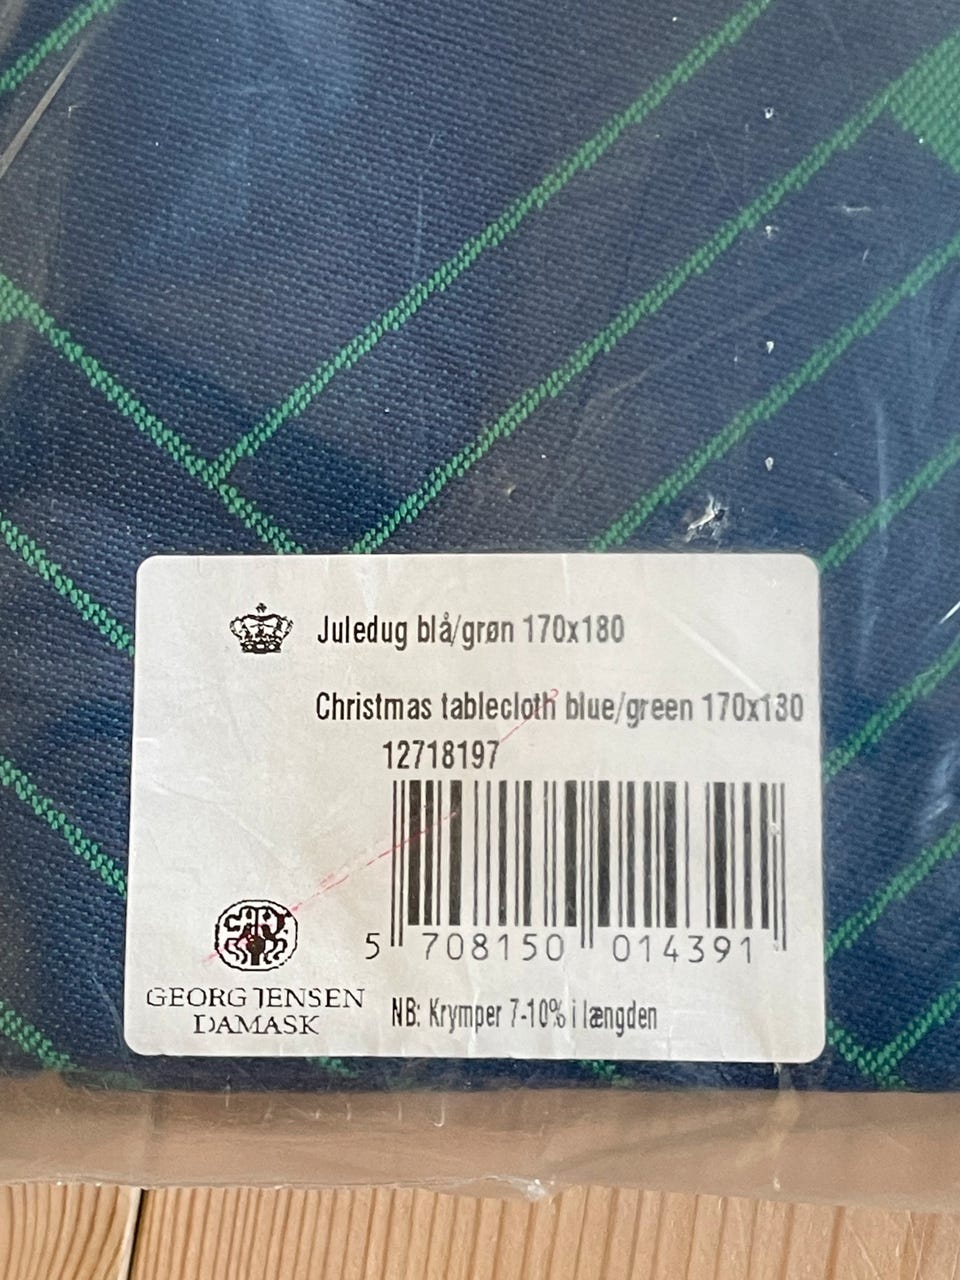 Juledug blå/grøn 170x180
Christmas tablecloth blue/green 170x180
12718197
5 708150 014391
GEORG JENSEN
DAMASK
NB: Krymper 7-10% i længden